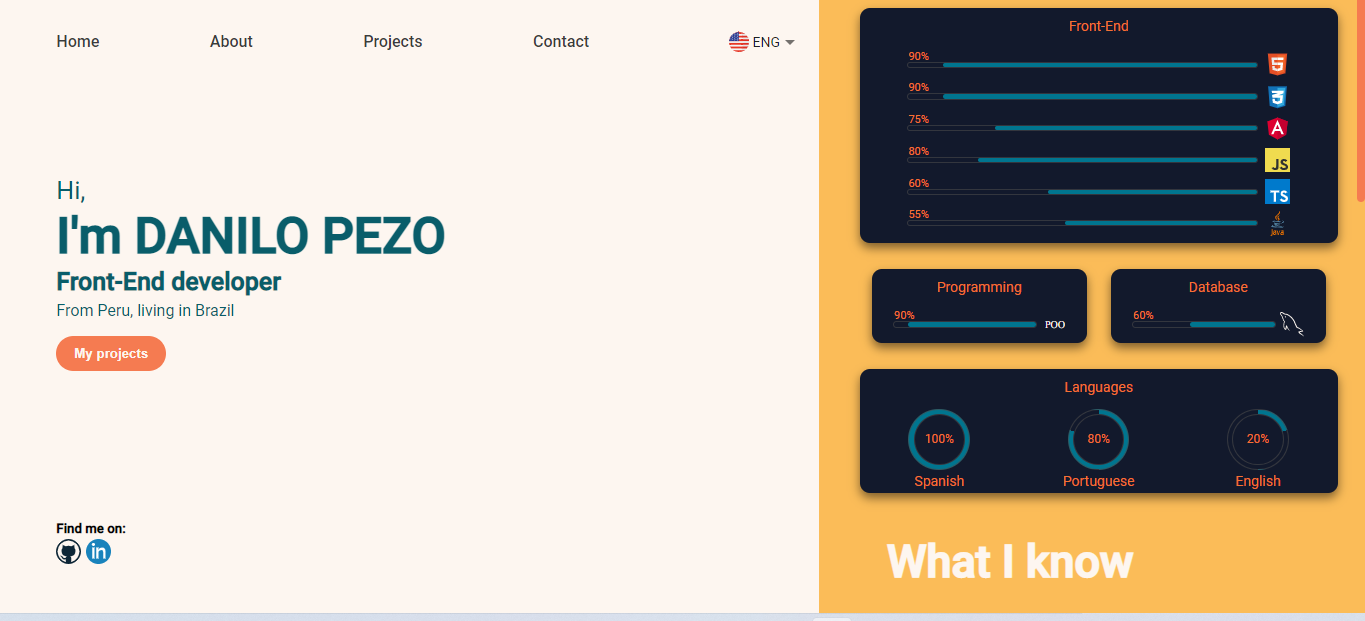 Home About Projects Contact ENG
Hi,
I'm DANILO PEZO
Front-End developer
From Peru, living in Brazil
My projects
Find me on:
in
Front-End
90%
5
90%
3
75%
A
80%
JS
60%
TS
55%
java
Programming
90%
POO
Database
60%
Languages
100%
80%
20%
Spanish Portuguese English
What I know